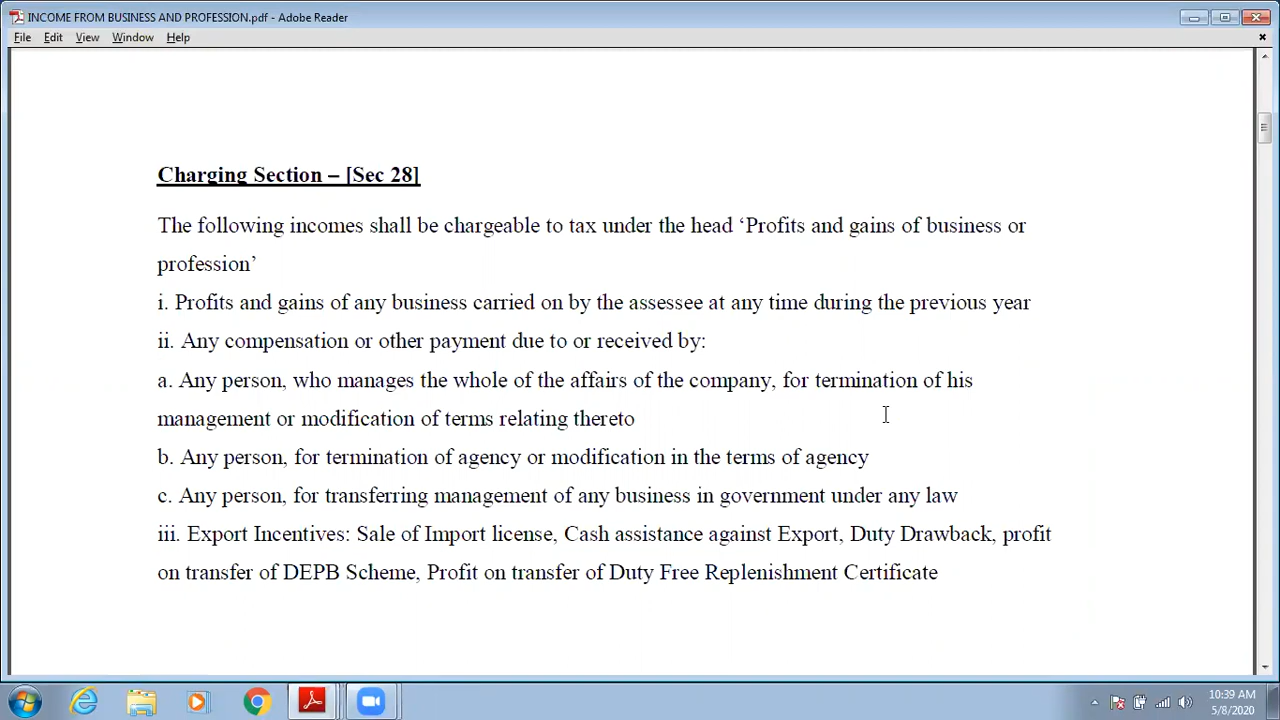 INCOME FROM BUSINESS AND PROFESSION.pdf - Adobe Reader
File Edit View Window Help
Charging Section – [Sec 28]
The following incomes shall be chargeable to tax under the head ‘Profits and gains of business or
profession’
i. Profits and gains of any business carried on by the assessee at any time during the previous year
ii. Any compensation or other payment due to or received by:
a. Any person, who manages the whole of the affairs of the company, for termination of his
management or modification of terms relating thereto
b. Any person, for termination of agency or modification in the terms of agency
c. Any person, for transferring management of any business in government under any law
iii. Export Incentives: Sale of Import license, Cash assistance against Export, Duty Drawback, profit
on transfer of DEPB Scheme, Profit on transfer of Duty Free Replenishment Certificate
10:39 AM
5/8/2020